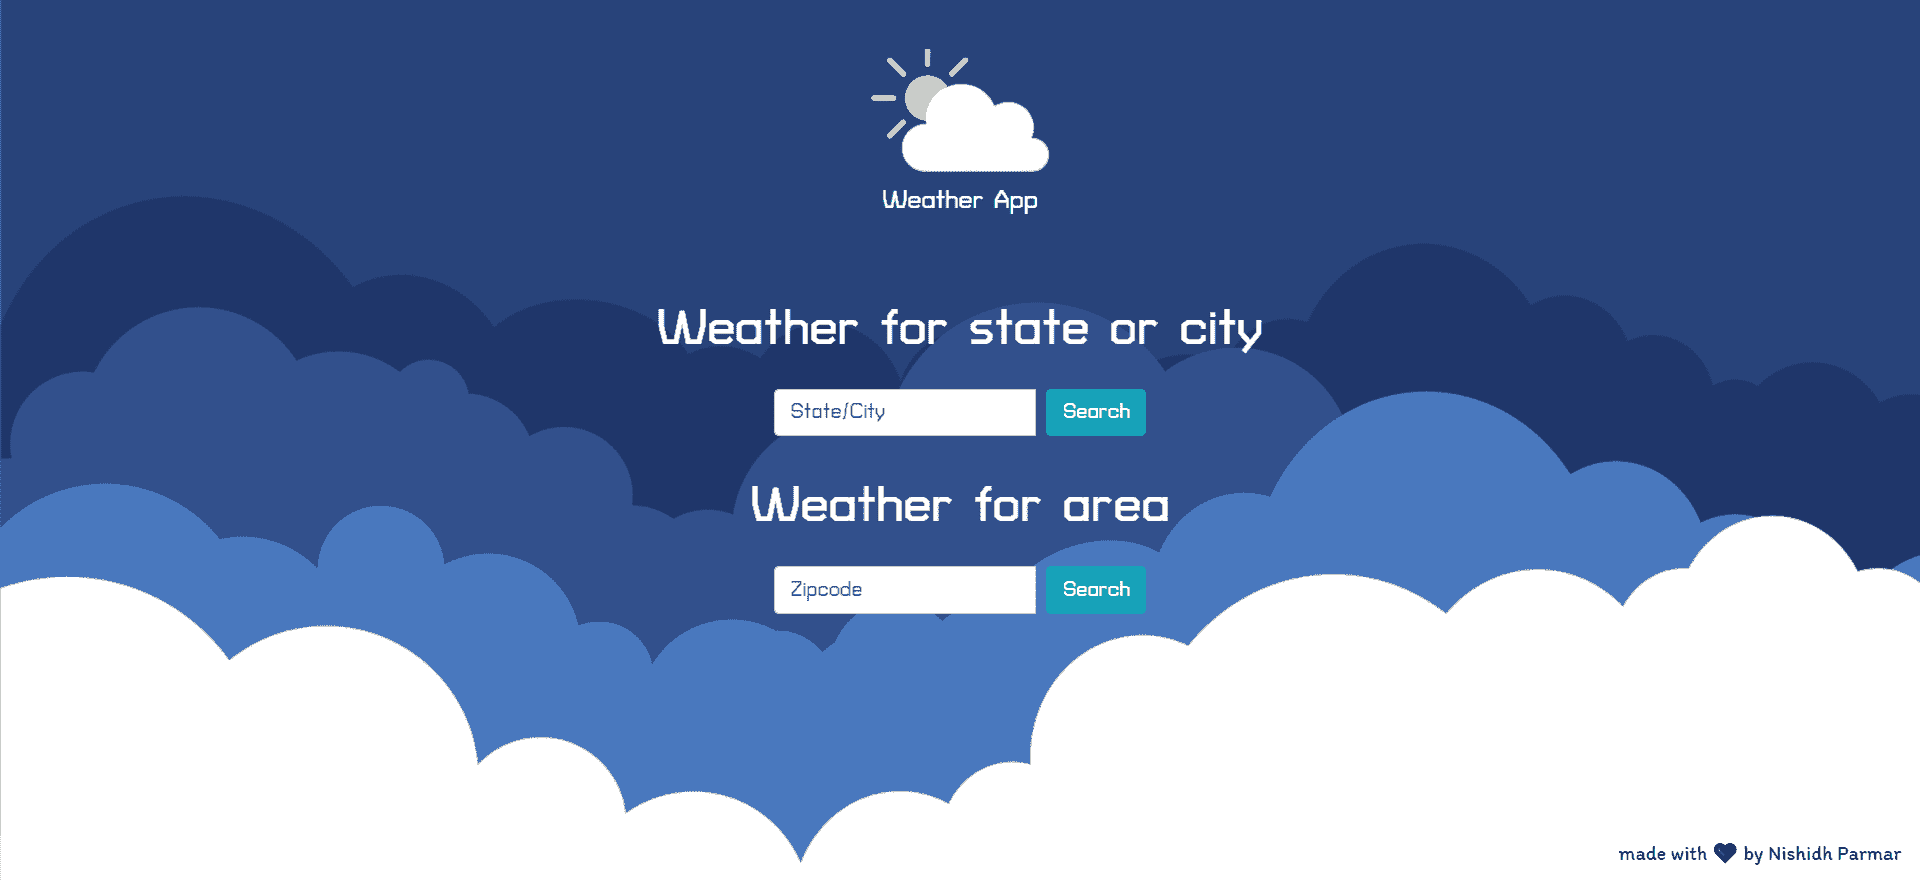 Weather App
Weather for state or city
State/City
Search
Weather for area
Zipcode
Search
made with by Nishidh Parmar